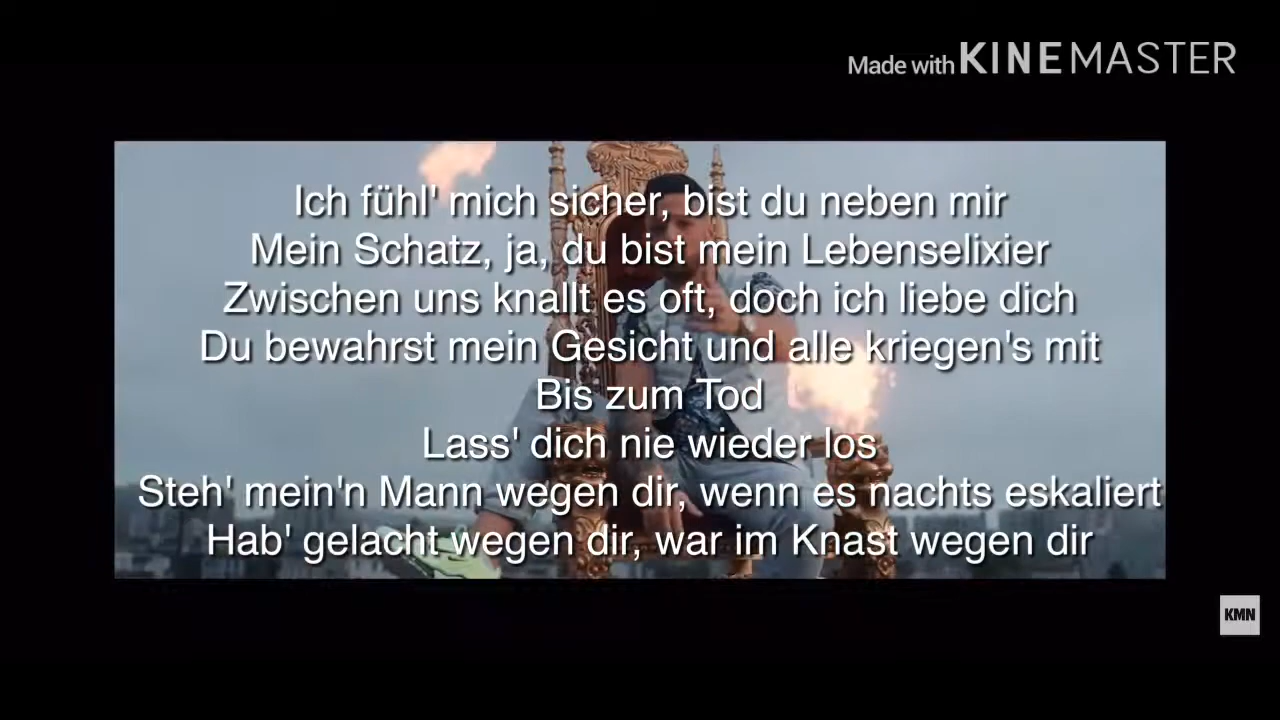 Made with KINEMASTER
Ich fühl' mich sicher, bist du neben mir
Mein Schatz, ja, du bist mein Lebenselixier
Zwischen uns knallt es oft, doch ich liebe dich
Du bewahrst mein Gesicht und alle kriegen's mit
Bis zum Tod
Lass' dich nie wieder los
Steh' mein'n Mann wegen dir, wenn es nachts eskaliert
Hab' gelacht wegen dir, war im Knast wegen dir
KMN